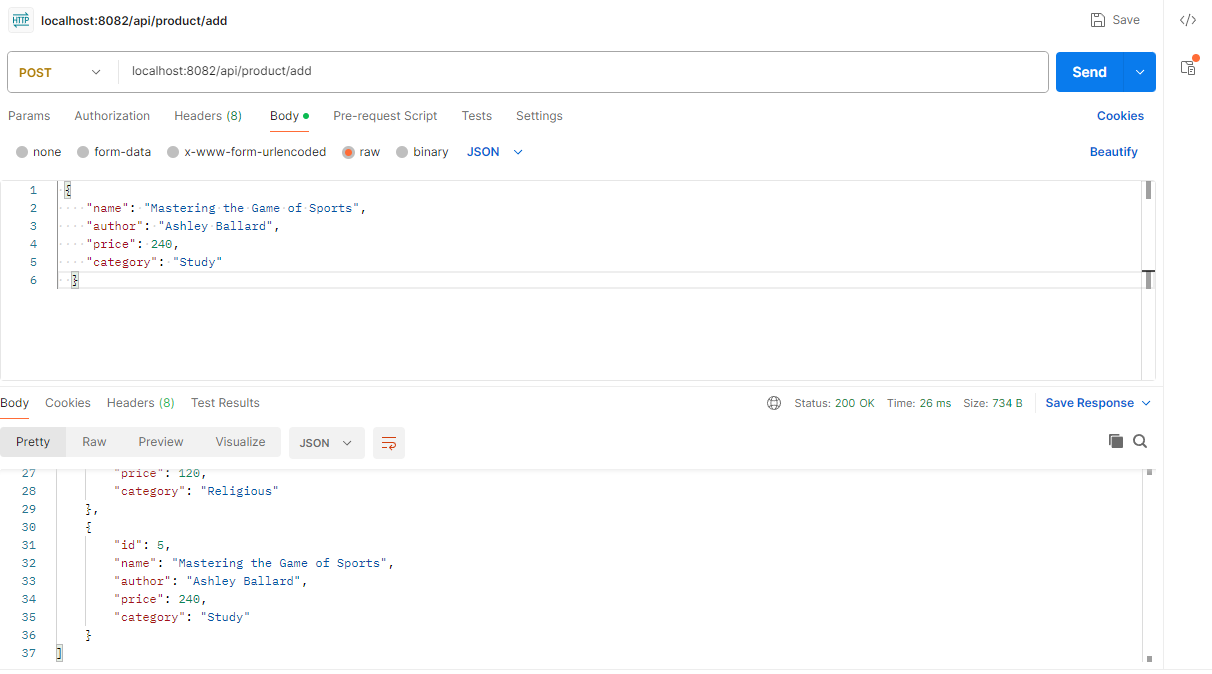 HTTP localhost:8082/api/product/add Save </>
POST localhost:8082/api/product/add Send
Params Authorization Headers (8) Body Pre-request Script Tests Settings Cookies
none form-data x-www-form-urlencoded raw binary JSON Beautify
1 {
2 "name": "Mastering the Game of Sports",
3 "author": "Ashley Ballard",
4 "price": 240,
5 "category": "Study"
6 }
Body Cookies Headers (8) Test Results Status: 200 OK Time: 26 ms Size: 734 B Save Response
Pretty Raw Preview Visualize JSON
27 "price": 120,
28 "category": "Religious"
29 },
30 {
31 "id": 5,
32 "name": "Mastering the Game of Sports",
33 "author": "Ashley Ballard",
34 "price": 240,
35 "category": "Study"
36 }
37 ]